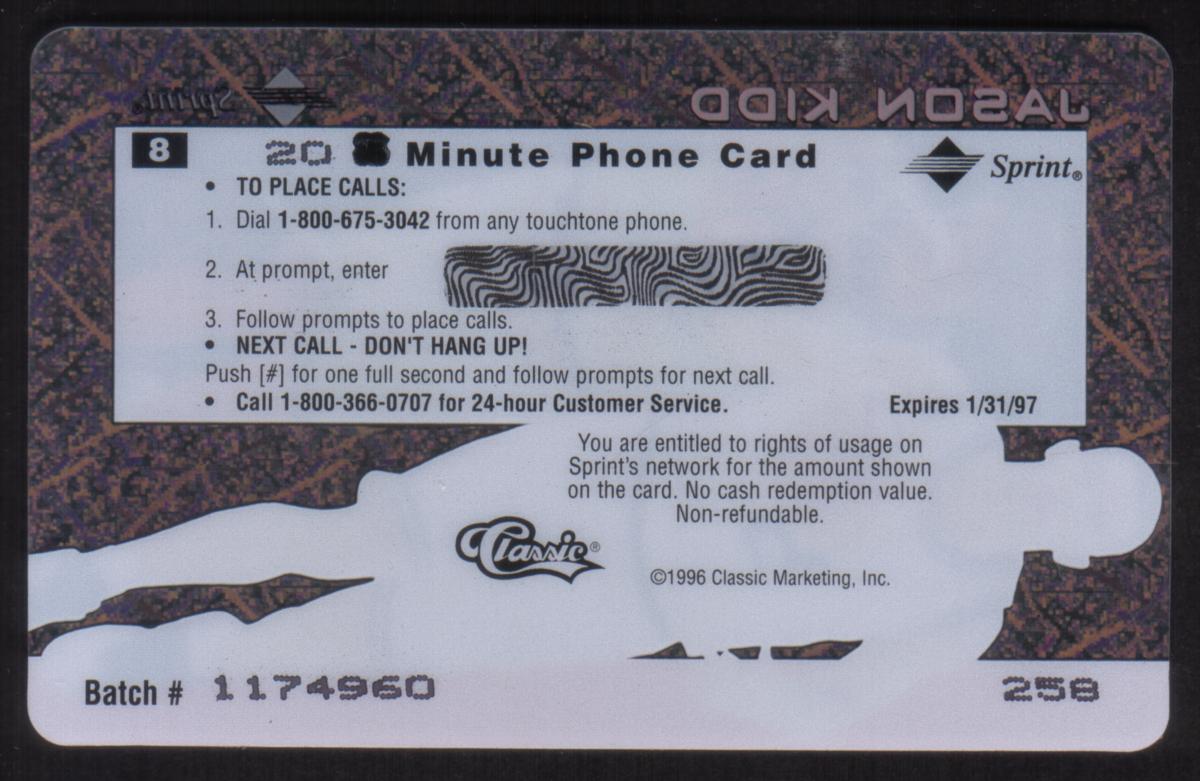 Sprint®
JASON KIDD
8
20 Minute Phone Card
Sprint®
• TO PLACE CALLS:
1. Dial 1-800-675-3042 from any touchtone phone.
2. At prompt, enter
3. Follow prompts to place calls.
• NEXT CALL - DON'T HANG UP!
Push [#] for one full second and follow prompts for next call.
• Call 1-800-366-0707 for 24-hour Customer Service.
Expires 1/31/97
You are entitled to rights of usage on
Sprint's network for the amount shown
on the card. No cash redemption value.
Non-refundable.
Classic®
©1996 Classic Marketing, Inc.
Batch # 1174960
258